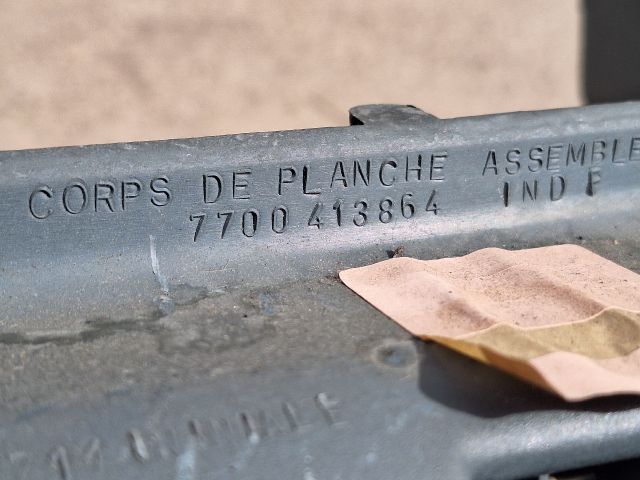 CORPS DE PLANCHE ASSEMBLE
7700 413864 IND F